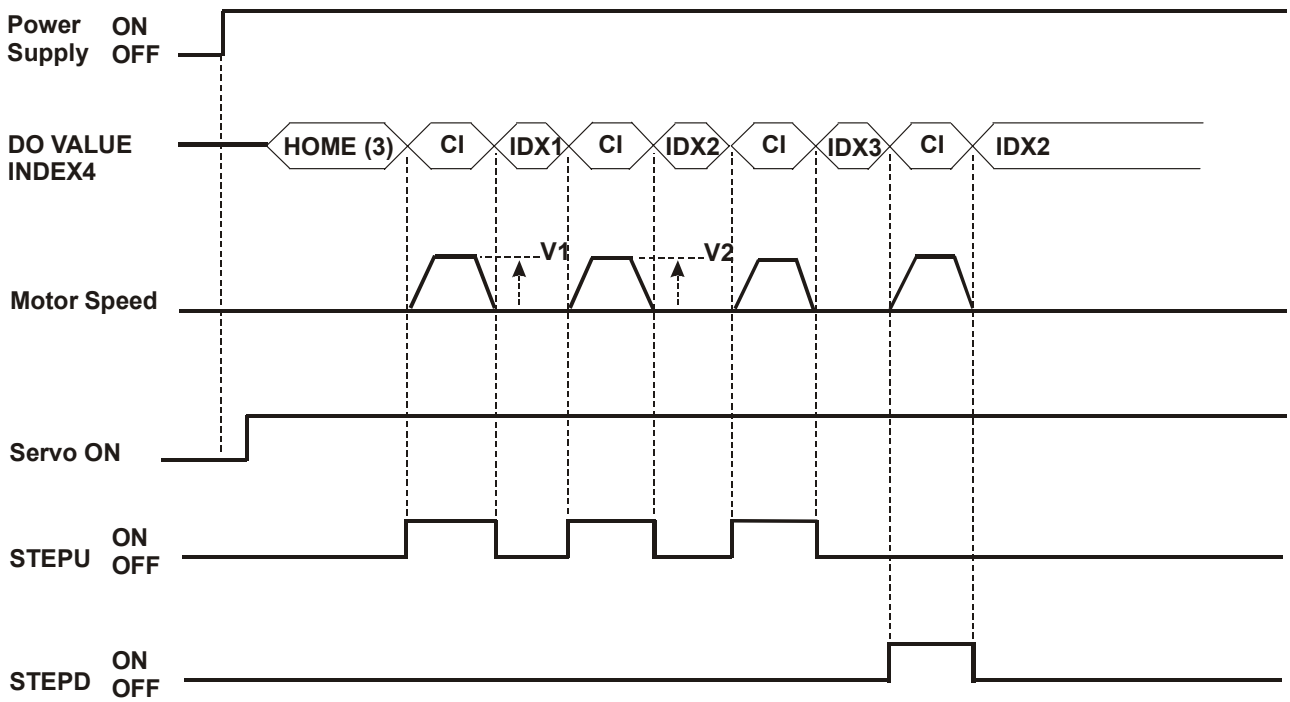 Power ON
Supply OFF
DO VALUE
INDEX4
HOME (3) CI IDX1 CI IDX2 CI IDX3 CI IDX2
V1 V2
Motor Speed
Servo ON
STEPU ON
OFF
STEPD ON
OFF